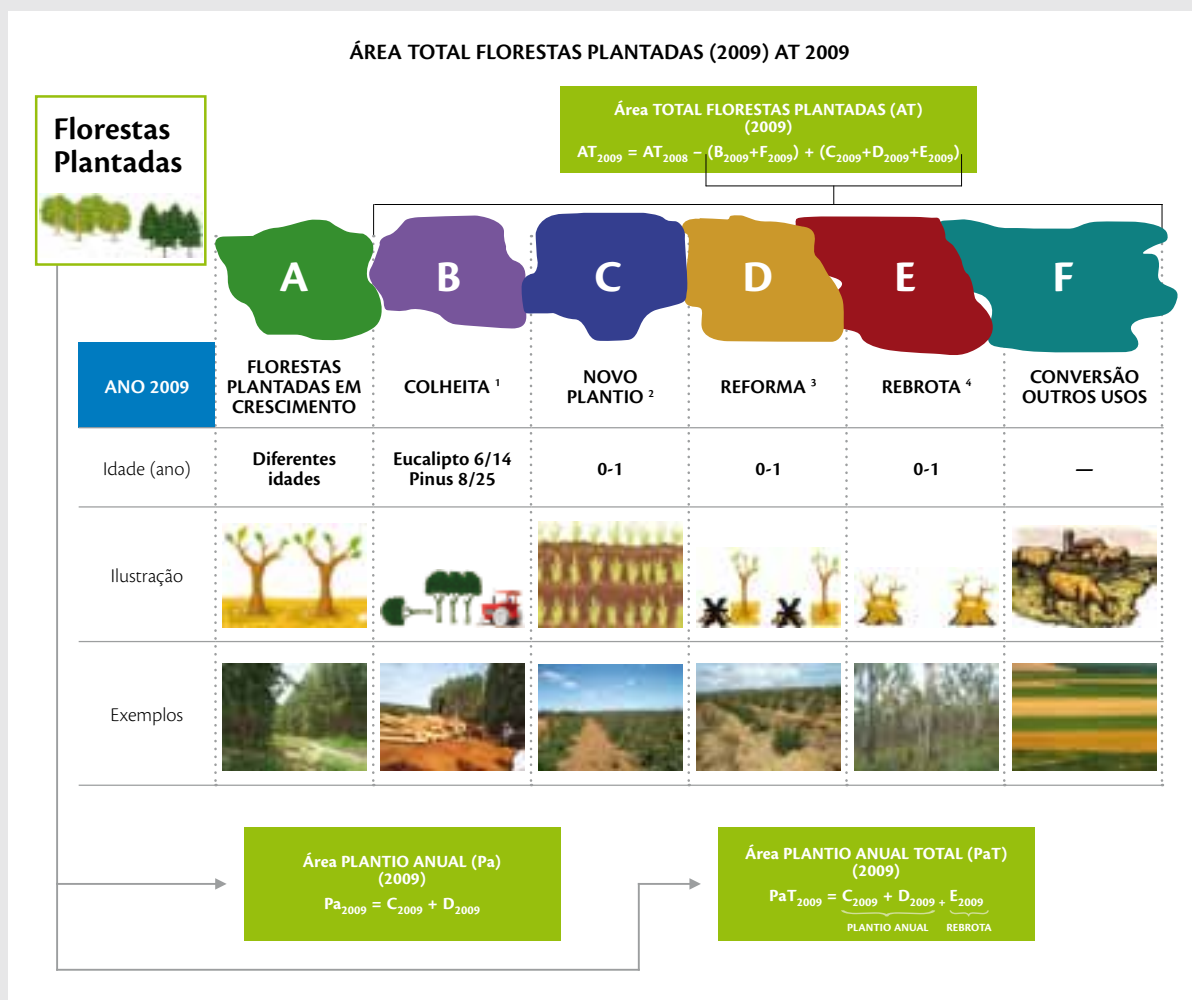 ÁREA TOTAL FLORESTAS PLANTADAS (2009) AT 2009
Florestas
Plantadas
Área TOTAL FLORESTAS PLANTADAS (AT)
(2009)
AT2009 = AT2008 – (B2009+F2009) + (C2009+D2009+E2009)
A
B
C
D
E
F
ANO 2009
FLORESTAS
PLANTADAS EM
CRESCIMENTO
COLHEITA 1
NOVO
PLANTIO 2
REFORMA 3
REBROTA 4
CONVERSÃO
OUTROS USOS
Idade (ano)
Diferentes
idades
Eucalipto 6/14
Pinus 8/25
0-1
0-1
0-1
—
Ilustração
Exemplos
Área PLANTIO ANUAL (Pa)
(2009)
Pa2009 = C2009 + D2009
Área PLANTIO ANUAL TOTAL (PaT)
(2009)
PaT2009 = C2009 + D2009 + E2009
PLANTIO ANUAL REBROTA